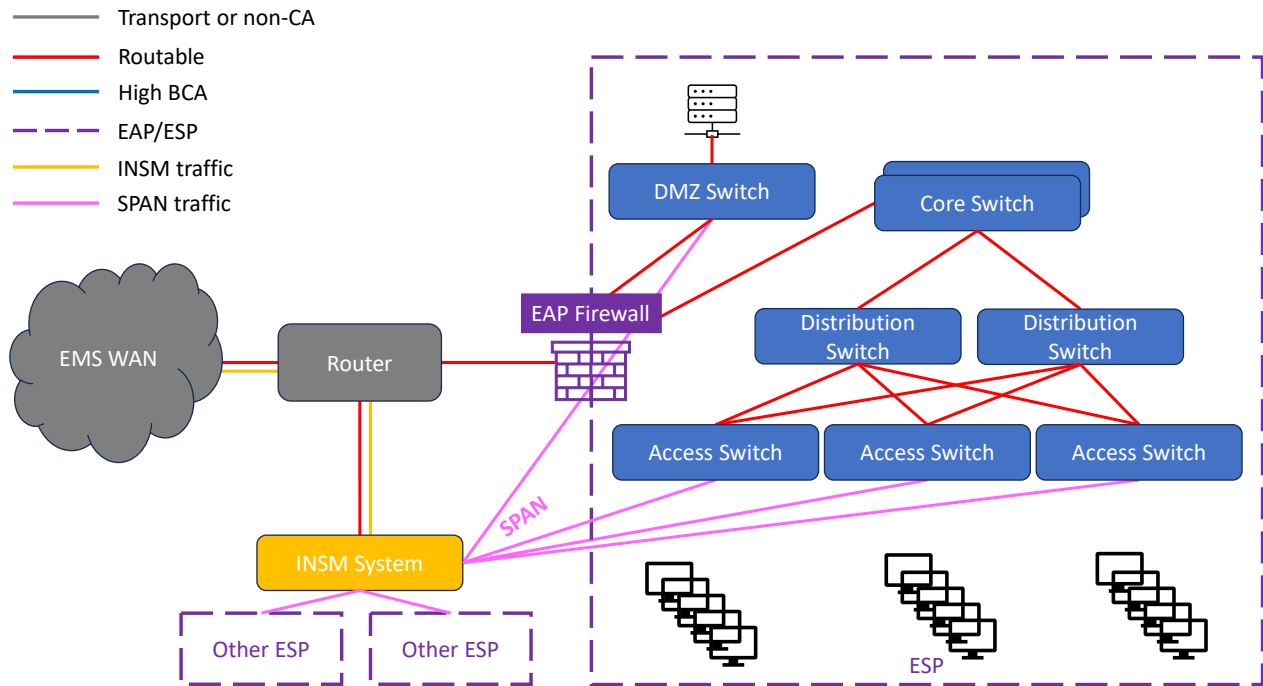 Transport or non-CA
Routable
High BCA
EAP/ESP
INSM traffic
SPAN traffic
DMZ Switch
Core Switch
EAP Firewall
Distribution
Switch
Distribution
Switch
EMS WAN
Router
Access Switch
Access Switch
Access Switch
SPAN
INSM System
Other ESP
Other ESP
ESP